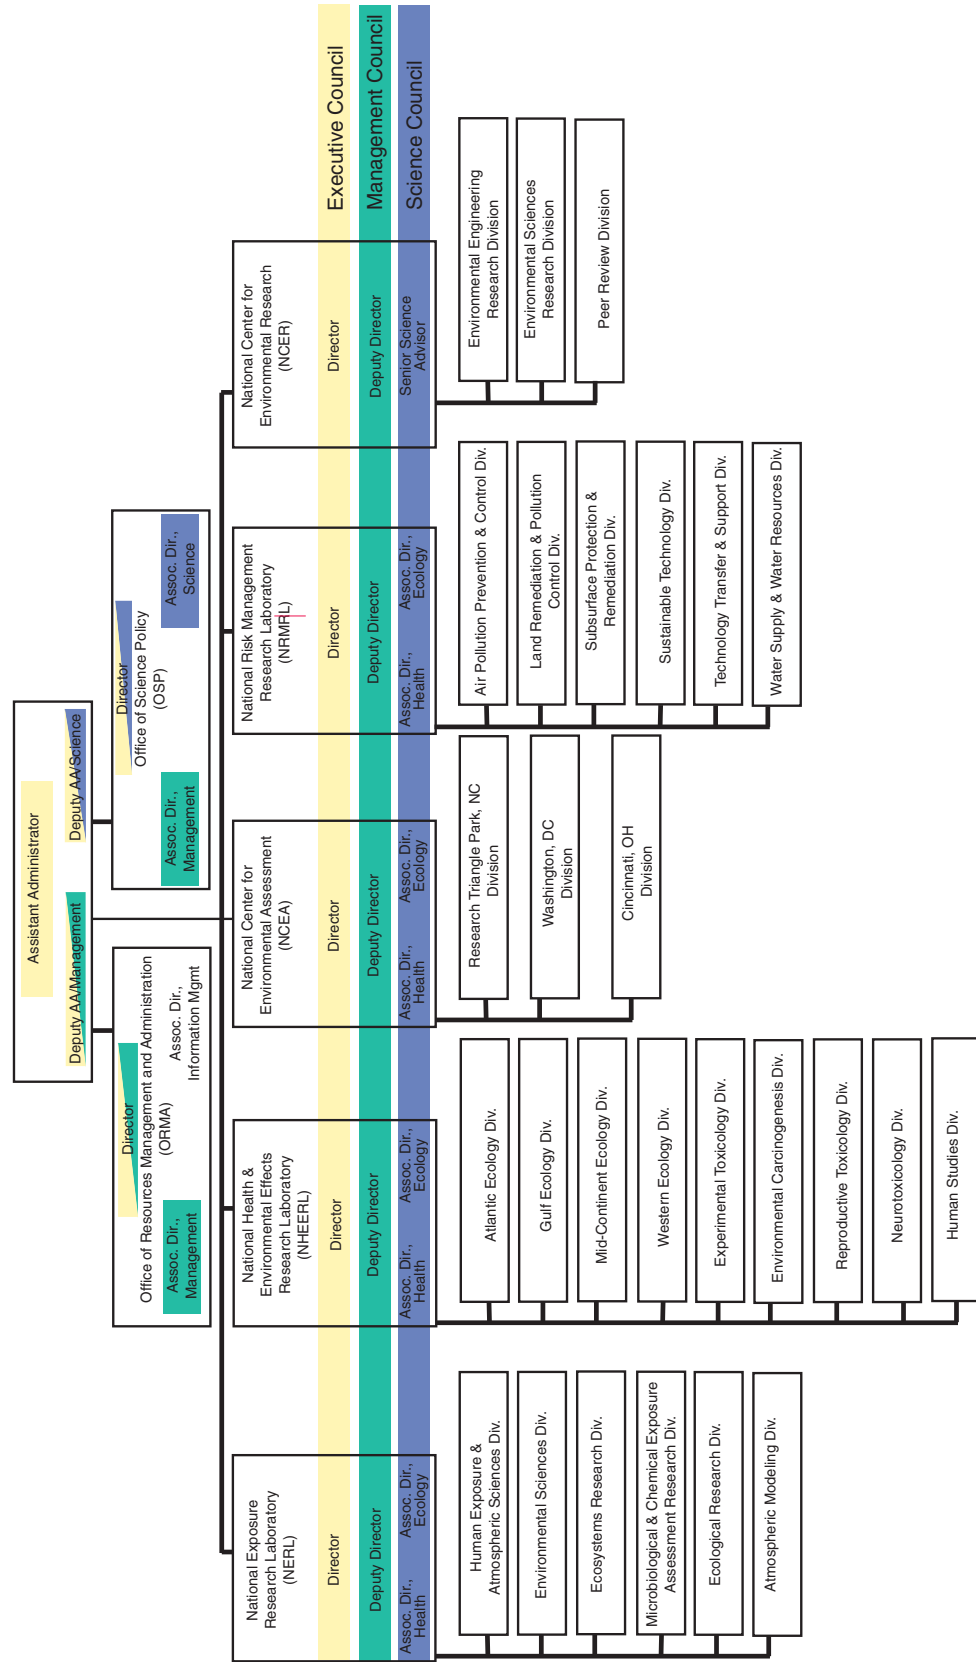 Assistant Administrator
Deputy AA/Management
Deputy AA/Science
Director
Office of Resources Management and Administration
(ORMA)
Assoc. Dir.,
Management
Assoc. Dir.,
Information Mgmt
Director
Office of Science Policy
(OSP)
Assoc. Dir.,
Management
Assoc. Dir.,
Science
National Exposure
Research Laboratory
(NERL)
Director
Deputy Director
Assoc. Dir.,
Health
Assoc. Dir.,
Ecology
National Health &
Environmental Effects
Research Laboratory
(NHEERL)
Director
Deputy Director
Assoc. Dir.,
Health
Assoc. Dir.,
Ecology
National Center for
Environmental Assessment
(NCEA)
Director
Deputy Director
Assoc. Dir.,
Health
Assoc. Dir.,
Ecology
National Risk Management
Research Laboratory
(NRMRL)
Director
Deputy Director
Assoc. Dir.,
Health
Assoc. Dir.,
Ecology
National Center for
Environmental Research
(NCER)
Director
Deputy Director
Senior Science
Advisor
Executive Council
Management Council
Science Council
Human Exposure &
Atmospheric Sciences Div.
Environmental Sciences Div.
Ecosystems Research Div.
Microbiological & Chemical Exposure
Assessment Research Div.
Ecological Research Div.
Atmospheric Modeling Div.
Atlantic Ecology Div.
Gulf Ecology Div.
Mid-Continent Ecology Div.
Western Ecology Div.
Experimental Toxicology Div.
Environmental Carcinogenesis Div.
Reproductive Toxicology Div.
Neurotoxicology Div.
Human Studies Div.
Research Triangle Park, NC
Division
Washington, DC
Division
Cincinnati, OH
Division
Air Pollution Prevention & Control Div.
Land Remediation & Pollution
Control Div.
Subsurface Protection &
Remediation Div.
Sustainable Technology Div.
Technology Transfer & Support Div.
Water Supply & Water Resources Div.
Environmental Engineering
Research Division
Environmental Sciences
Research Division
Peer Review Division